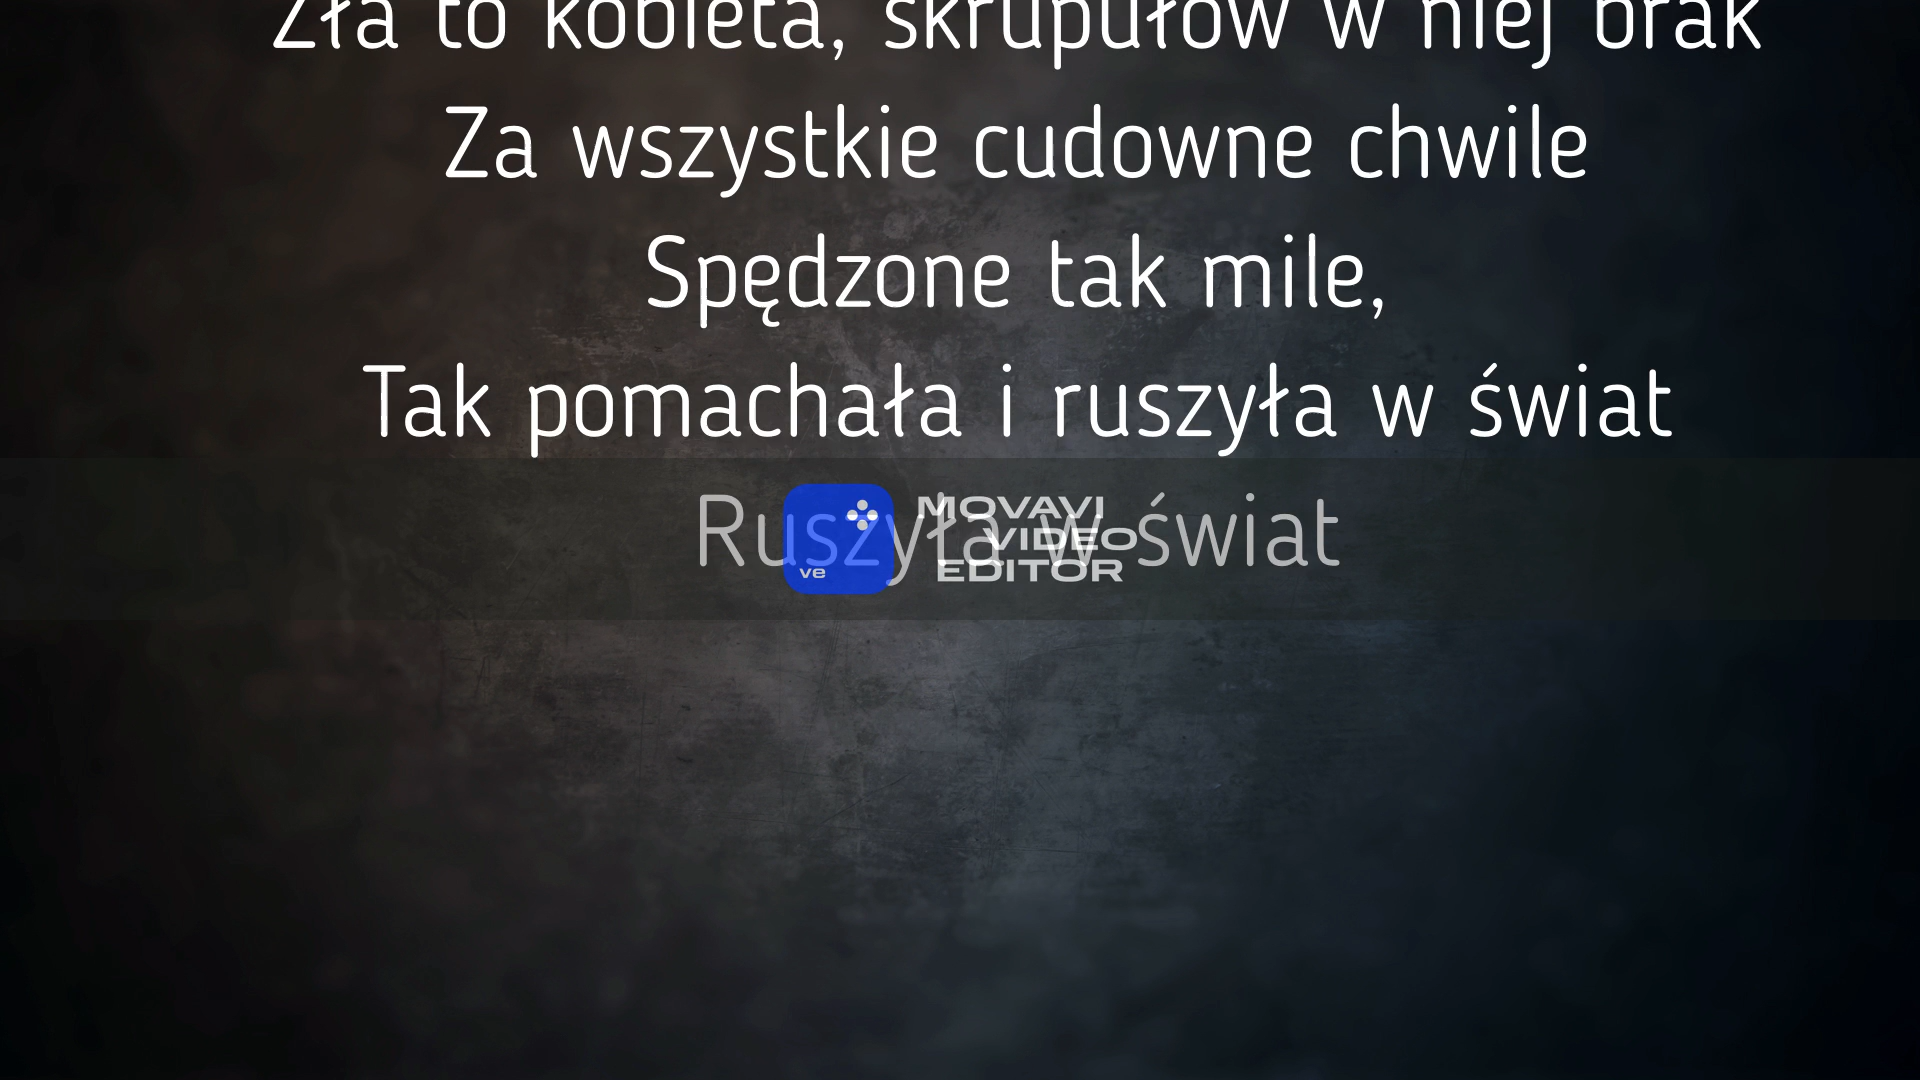 Zła to kobieta, skrupułów w niej brak
Za wszystkie cudowne chwile
Spędzone tak mile,
Tak pomachała i ruszyła w świat
Ruszyła w świat
MOVAVI
VIDEO
EDITOR
ve